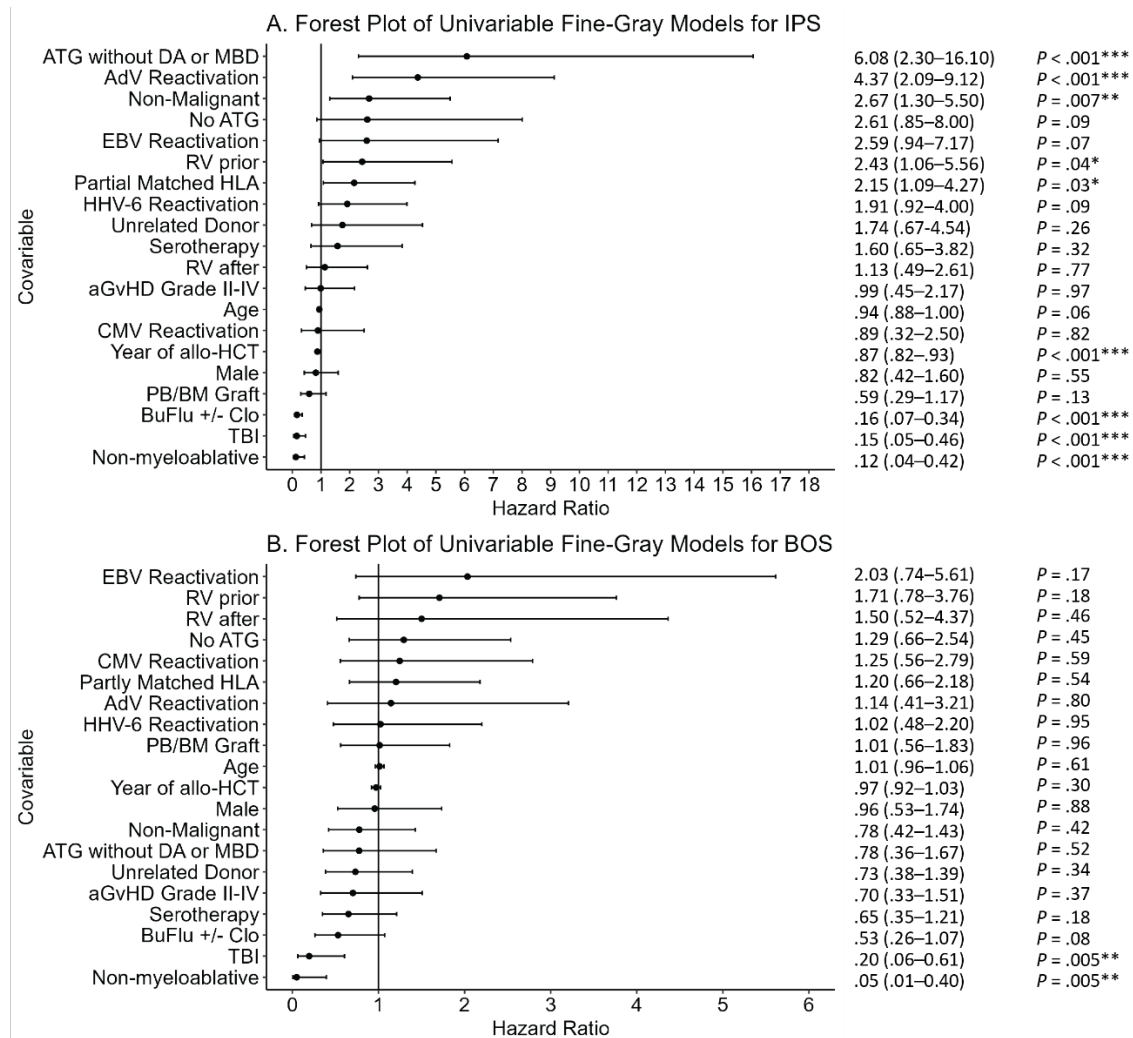 A. Forest Plot of Univariable Fine-Gray Models for IPS
Covariable
ATG without DA or MBD 6.08 (2.30–16.10) P < .001***
AdV Reactivation 4.37 (2.09–9.12) P < .001***
Non-Malignant 2.67 (1.30–5.50) P = .007**
No ATG 2.61 (.85–8.00) P = .09
EBV Reactivation 2.59 (.94–7.17) P = .07
RV prior 2.43 (1.06–5.56) P = .04*
Partial Matched HLA 2.15 (1.09–4.27) P = .03*
HHV-6 Reactivation 1.91 (.92–4.00) P = .09
Unrelated Donor 1.74 (.67-4.54) P = .26
Serotherapy 1.60 (.65–3.82) P = .32
RV after 1.13 (.49–2.61) P = .77
aGvHD Grade II-IV .99 (.45–2.17) P = .97
Age .94 (.88–1.00) P = .06
CMV Reactivation .89 (.32–2.50) P = .82
Year of allo-HCT .87 (.82–.93) P < .001***
Male .82 (.42–1.60) P = .55
PB/BM Graft .59 (.29–1.17) P = .13
BuFlu +/- Clo .16 (.07–0.34) P < .001***
TBI .15 (.05–0.46) P < .001***
Non-myeloablative .12 (.04–0.42) P < .001***
0 1 2 3 4 5 6 7 8 9 10 11 12 13 14 15 16 17 18
Hazard Ratio
B. Forest Plot of Univariable Fine-Gray Models for BOS
Covariable
EBV Reactivation 2.03 (.74–5.61) P = .17
RV prior 1.71 (.78–3.76) P = .18
RV after 1.50 (.52–4.37) P = .46
No ATG 1.29 (.66–2.54) P = .45
CMV Reactivation 1.25 (.56–2.79) P = .59
Partly Matched HLA 1.20 (.66–2.18) P = .54
AdV Reactivation 1.14 (.41–3.21) P = .80
HHV-6 Reactivation 1.02 (.48–2.20) P = .95
PB/BM Graft 1.01 (.56–1.83) P = .96
Age 1.01 (.96–1.06) P = .61
Year of allo-HCT .97 (.92–1.03) P = .30
Male .96 (.53–1.74) P = .88
Non-Malignant .78 (.42–1.43) P = .42
ATG without DA or MBD .78 (.36–1.67) P = .52
Unrelated Donor .73 (.38–1.39) P = .34
aGvHD Grade II-IV .70 (.33–1.51) P = .37
Serotherapy .65 (.35–1.21) P = .18
BuFlu +/- Clo .53 (.26–1.07) P = .08
TBI .20 (.06–0.61) P = .005**
Non-myeloablative .05 (.01–0.40) P = .005**
0 1 2 3 4 5 6
Hazard Ratio